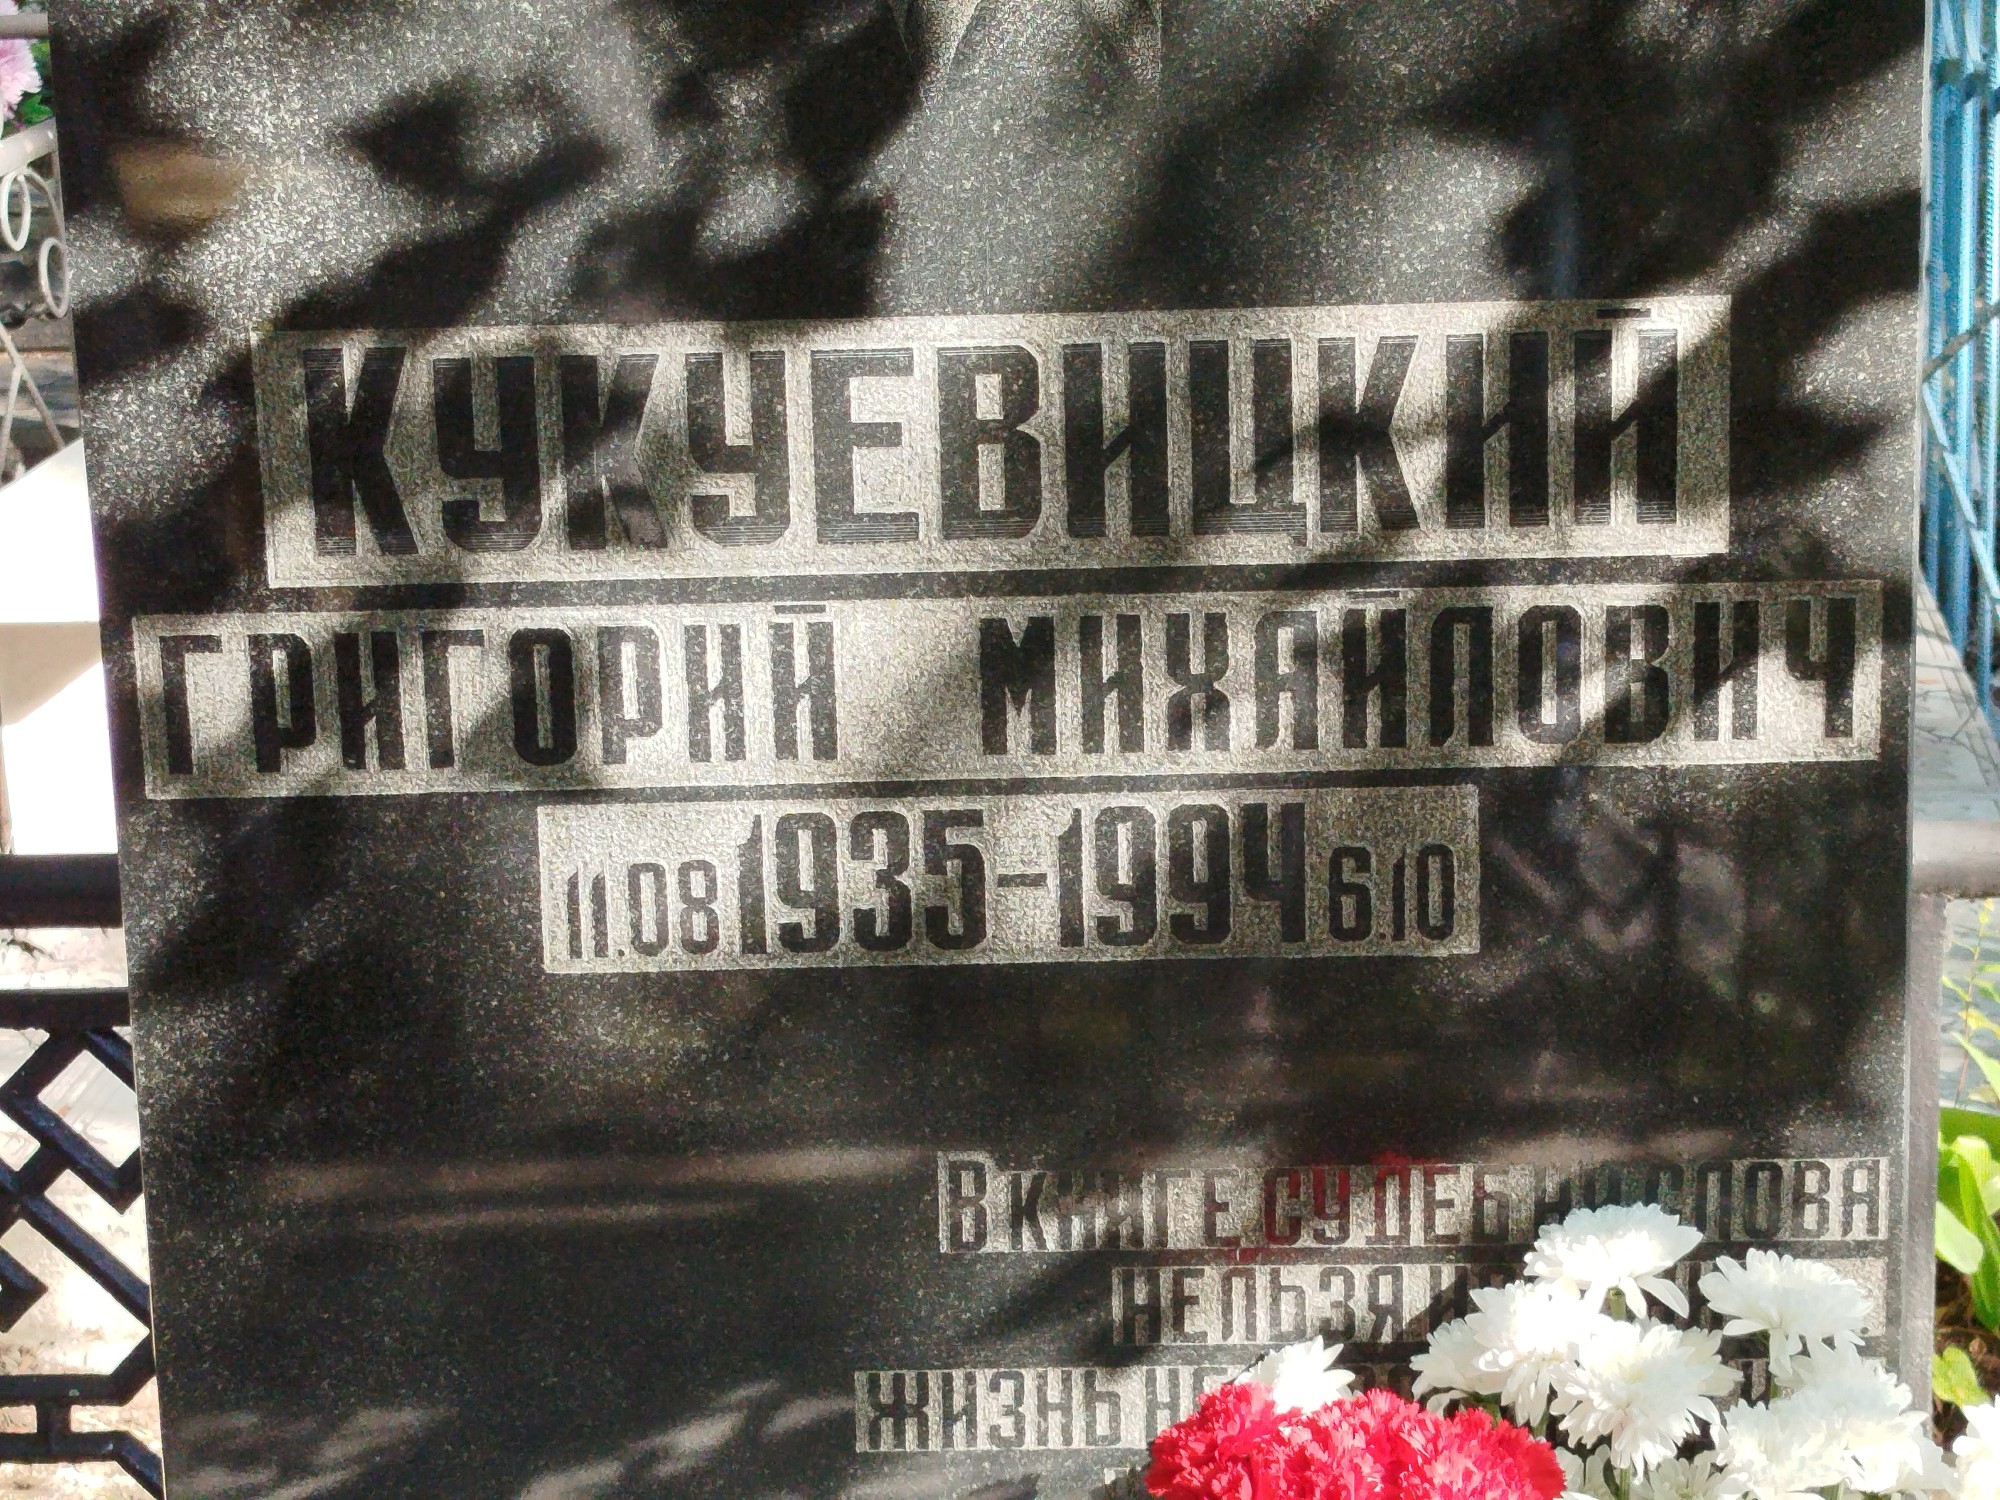 КУКУЕВИЦКИЙ
ГРИГОРИЙ МИХАЙЛОВИЧ
11.08 1935-1994 6.10
В КНИГЕ СУДЕБ НИ СЛОВА
НЕЛЬЗЯ
ЖИЗНЬ